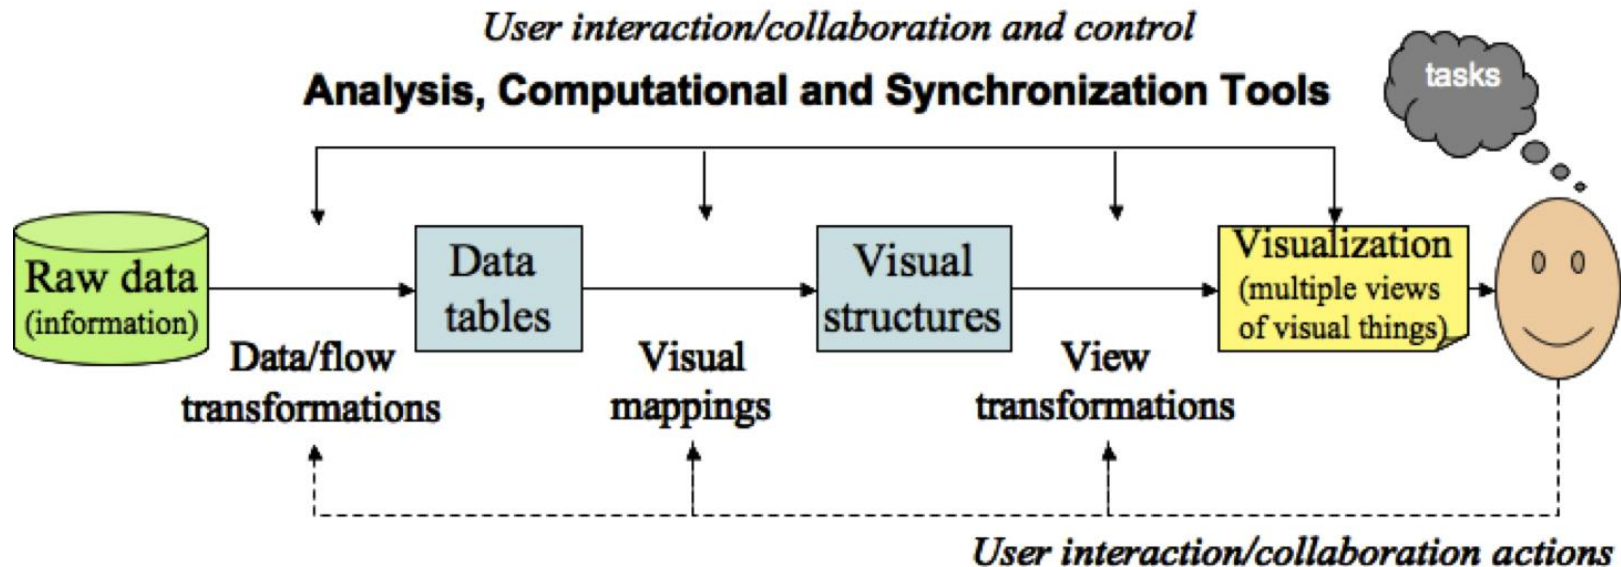 User interaction/collaboration and control
Analysis, Computational and Synchronization Tools
tasks
Raw data
(information)
Data
tables
Visual
structures
Visualization
(multiple views
of visual things)
Data/flow
transformations
Visual
mappings
View
transformations
User interaction/collaboration actions